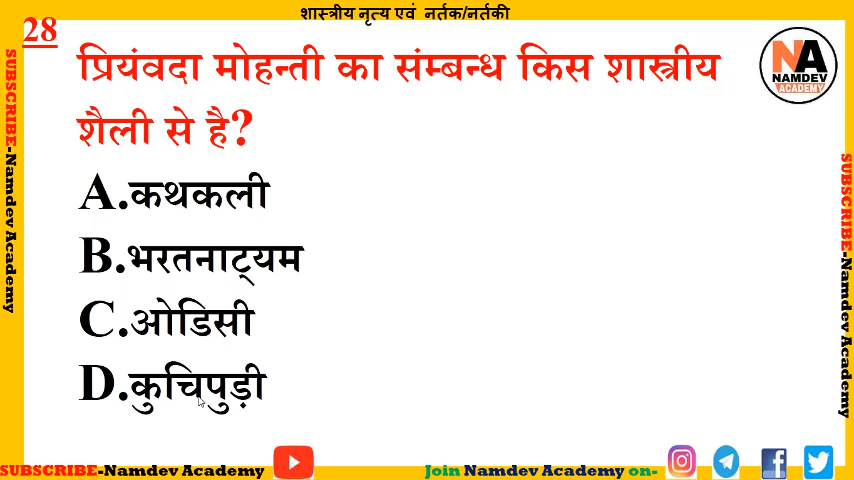 शास्त्रीय नृत्य एवं नर्तक/नर्तकी
28
प्रियंवदा मोहन्ती का संम्बन्ध किस शास्त्रीय
शैली से है?
A.कथकली
B.भरतनाट्यम
C.ओडिसी
D.कुचिपुड़ी
NA
NAMDEV
ACADEMY
SUBSCRIBE-Namdev Academy
SUBSCRIBE-Namdev Academy
SUBSCRIBE-Namdev Academy
Join Namdev Academy on-